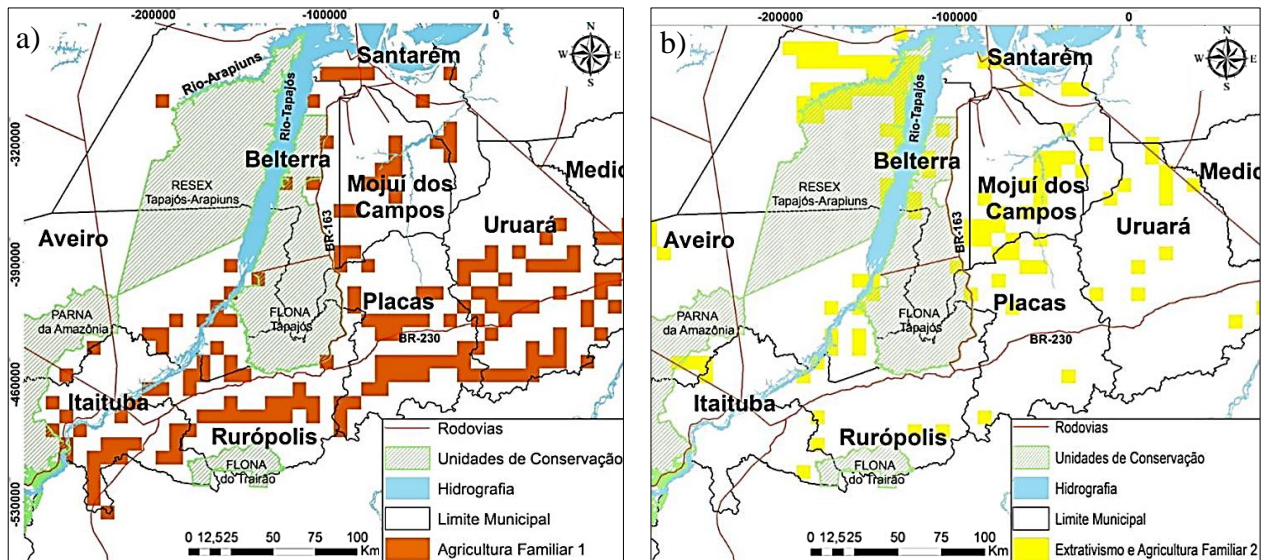 a)
-200000
-100000
0
N
W
E
S
Santarém
Rio-Arapiuns
Rio-Tapajós
-320000
Belterra
Medic
RESEX
Tapajós-Arapiuns
Mojuí dos
Campos
BR-163
Uruará
Aveiro
-390000
Placas
PARNA
da Amazônia
FLONA
Tapajós
BR-230
-460000
Itaituba
Rurópolis
FLONA
do Trairão
-530000
Rodovias
Unidades de Conservação
Hidrografia
Limite Municipal
Agricultura Familiar 1
0 12,525 50 75 100
Km
b)
-200000
-100000
0
N
W
E
S
Santarém
Rio-Tapajós
Belterra
Medic
RESEX
Tapajós-Arapiuns
Mojuí dos
Campos
BR-163
Uruará
Aveiro
Placas
PARNA
da Amazônia
FLONA
Tapajós
BR-230
Itaituba
Rurópolis
FLONA
do Trairão
Rodovias
Unidades de Conservação
Hidrografia
Limite Municipal
Extrativismo e Agricultura Familiar 2
0 12,525 50 75 100
Km